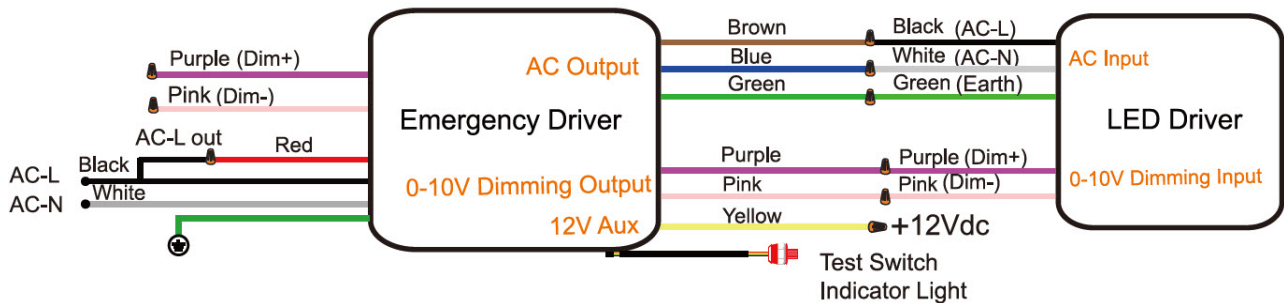 Purple (Dim+)
Pink (Dim-)
AC-L out
Red
AC-L
Black
AC-N
White
AC Output
Emergency Driver
0-10V Dimming Output
12V Aux
Brown
Black (AC-L)
Blue
White (AC-N)
Green
Green (Earth)
Purple
Purple (Dim+)
Pink
Pink (Dim-)
Yellow
+12Vdc
Test Switch
Indicator Light
AC Input
LED Driver
0-10V Dimming Input